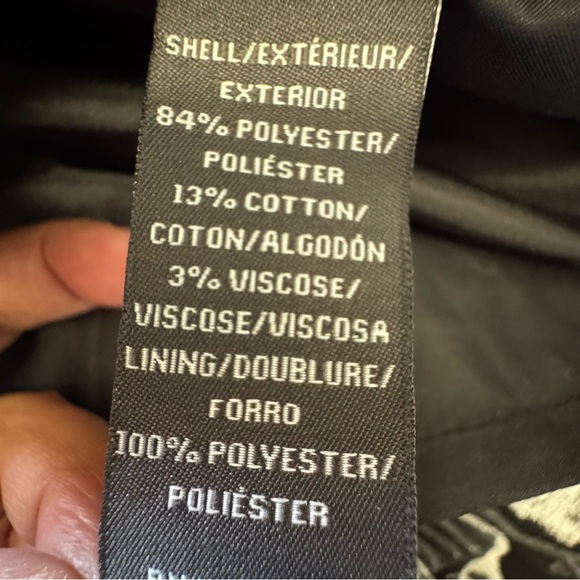 SHELL/EXTÉRIEUR/
EXTERIOR
84% POLYESTER/
POLIÉSTER
13% COTTON/
COTON/ALGODÓN
3% VISCOSE/
VISCOSE/VISCOSA
LINING/DOUBLURE/
FORRO
100% POLYESTER/
POLIÉSTER